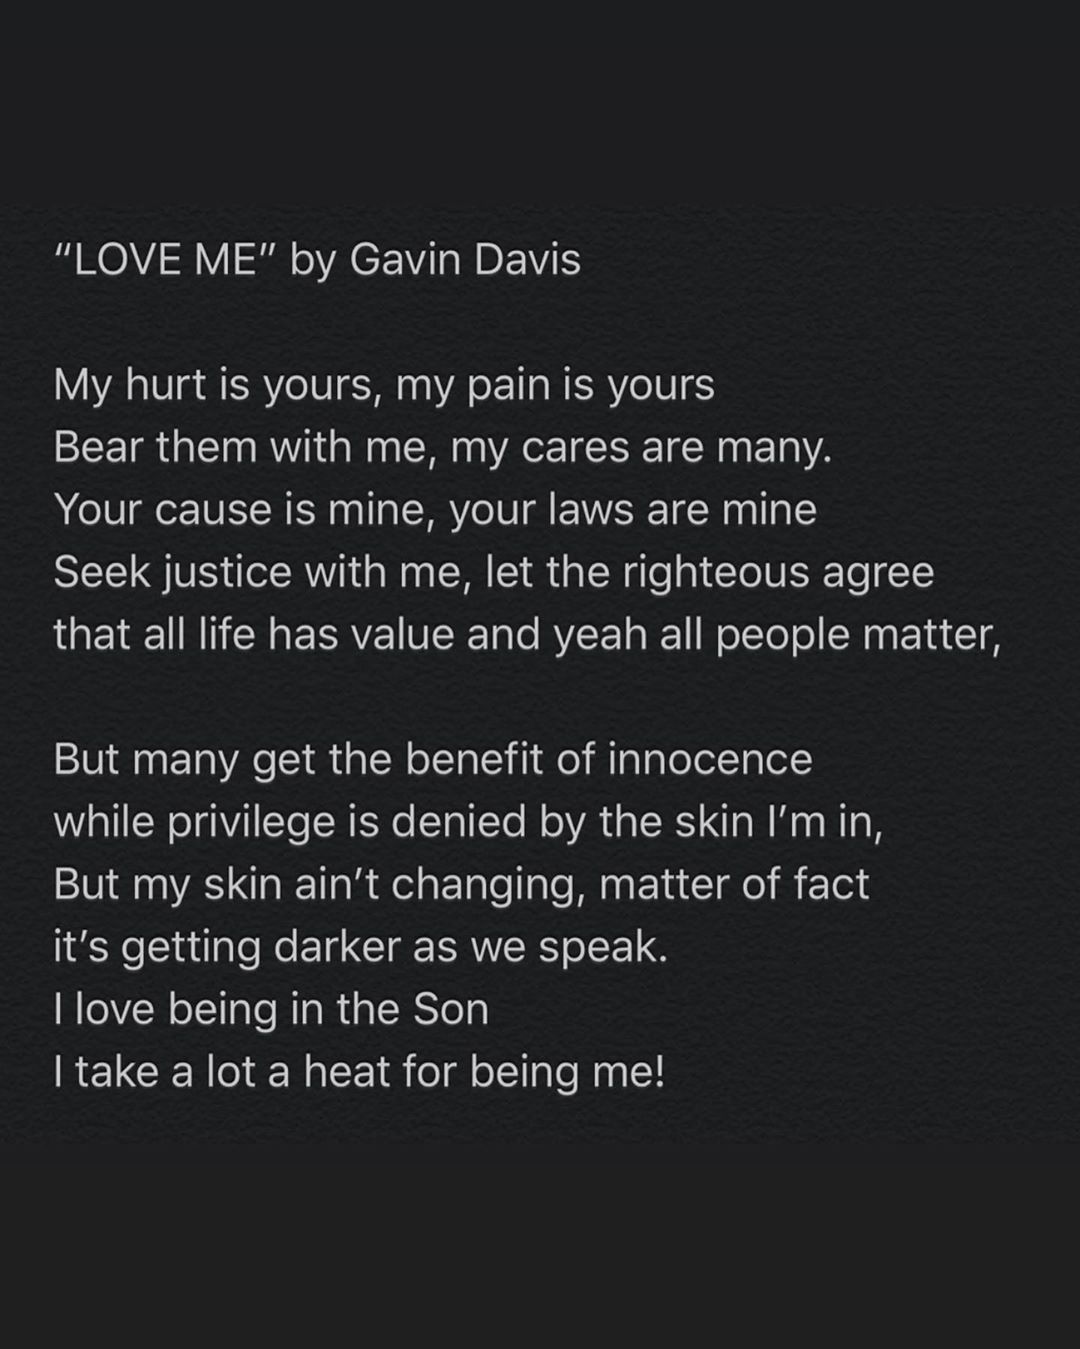 “LOVE ME” by Gavin Davis
My hurt is yours, my pain is yours
Bear them with me, my cares are many.
Your cause is mine, your laws are mine
Seek justice with me, let the righteous agree
that all life has value and yeah all people matter,
But many get the benefit of innocence
while privilege is denied by the skin I’m in,
But my skin ain’t changing, matter of fact
it’s getting darker as we speak.
I love being in the Son
I take a lot a heat for being me!